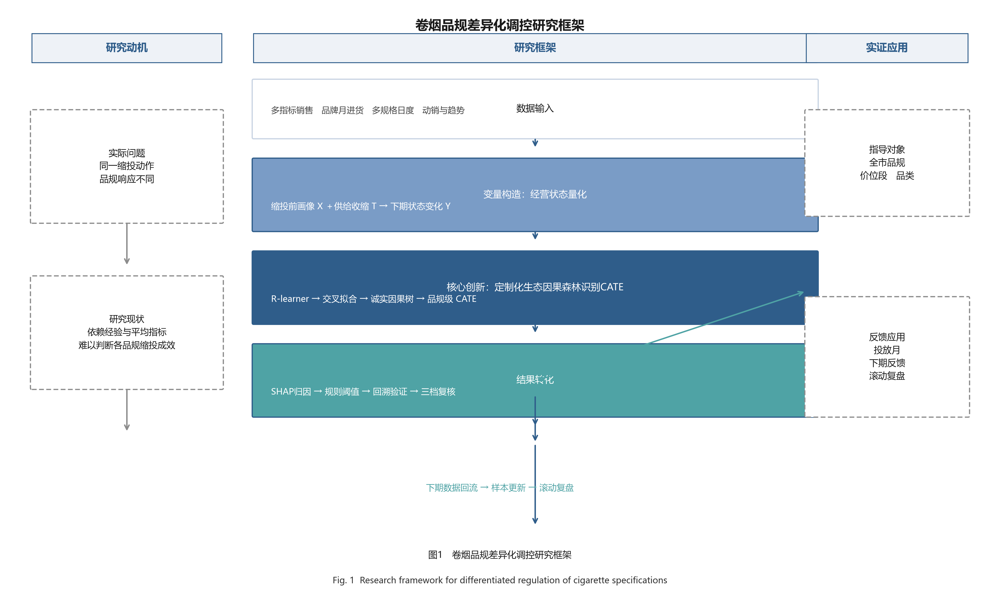 卷烟品规差异化调控研究框架
研究动机
研究框架
实证应用
实际问题
同一缩投动作
品规响应不同
研究现状
依赖经验与平均指标
难以判断各品规缩投成效
数据输入
多指标销售 品牌月进货 多规格日度 动销与趋势
变量构造：经营状态量化
缩投前画像 X + 供给收缩 T → 下期状态变化 Y
核心创新：定制化生态因果森林识别CATE
R-learner → 交叉拟合 → 诚实因果树 → 品规级 CATE
结果转化
SHAP归因 → 规则阈值 → 回溯验证 → 三档复核
指导对象
全市品规
价位段 品类
反馈应用
投放月
下期反馈
滚动复盘
下期数据回流 → 样本更新 → 滚动复盘
图1 卷烟品规差异化调控研究框架
Fig. 1 Research framework for differentiated regulation of cigarette specifications